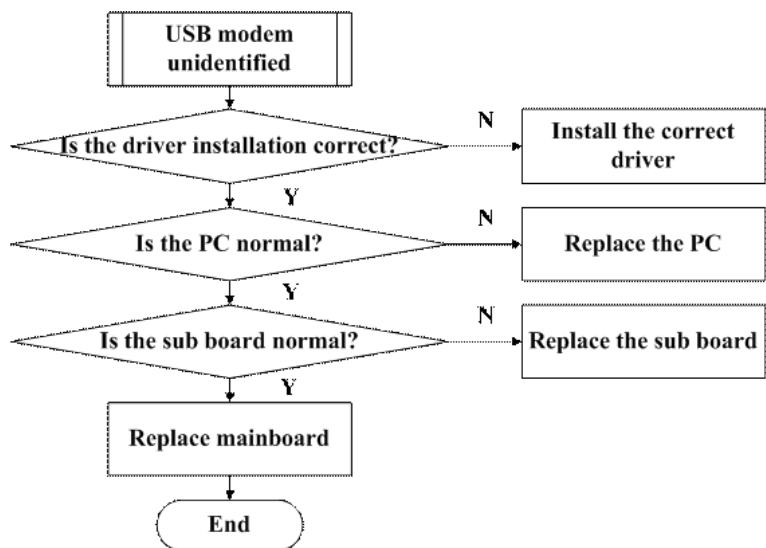 USB modem
unidentified
Is the driver installation correct?
N
Install the correct
driver
Y
Is the PC normal?
N
Replace the PC
Y
Is the sub board normal?
N
Replace the sub board
Y
Replace mainboard
End